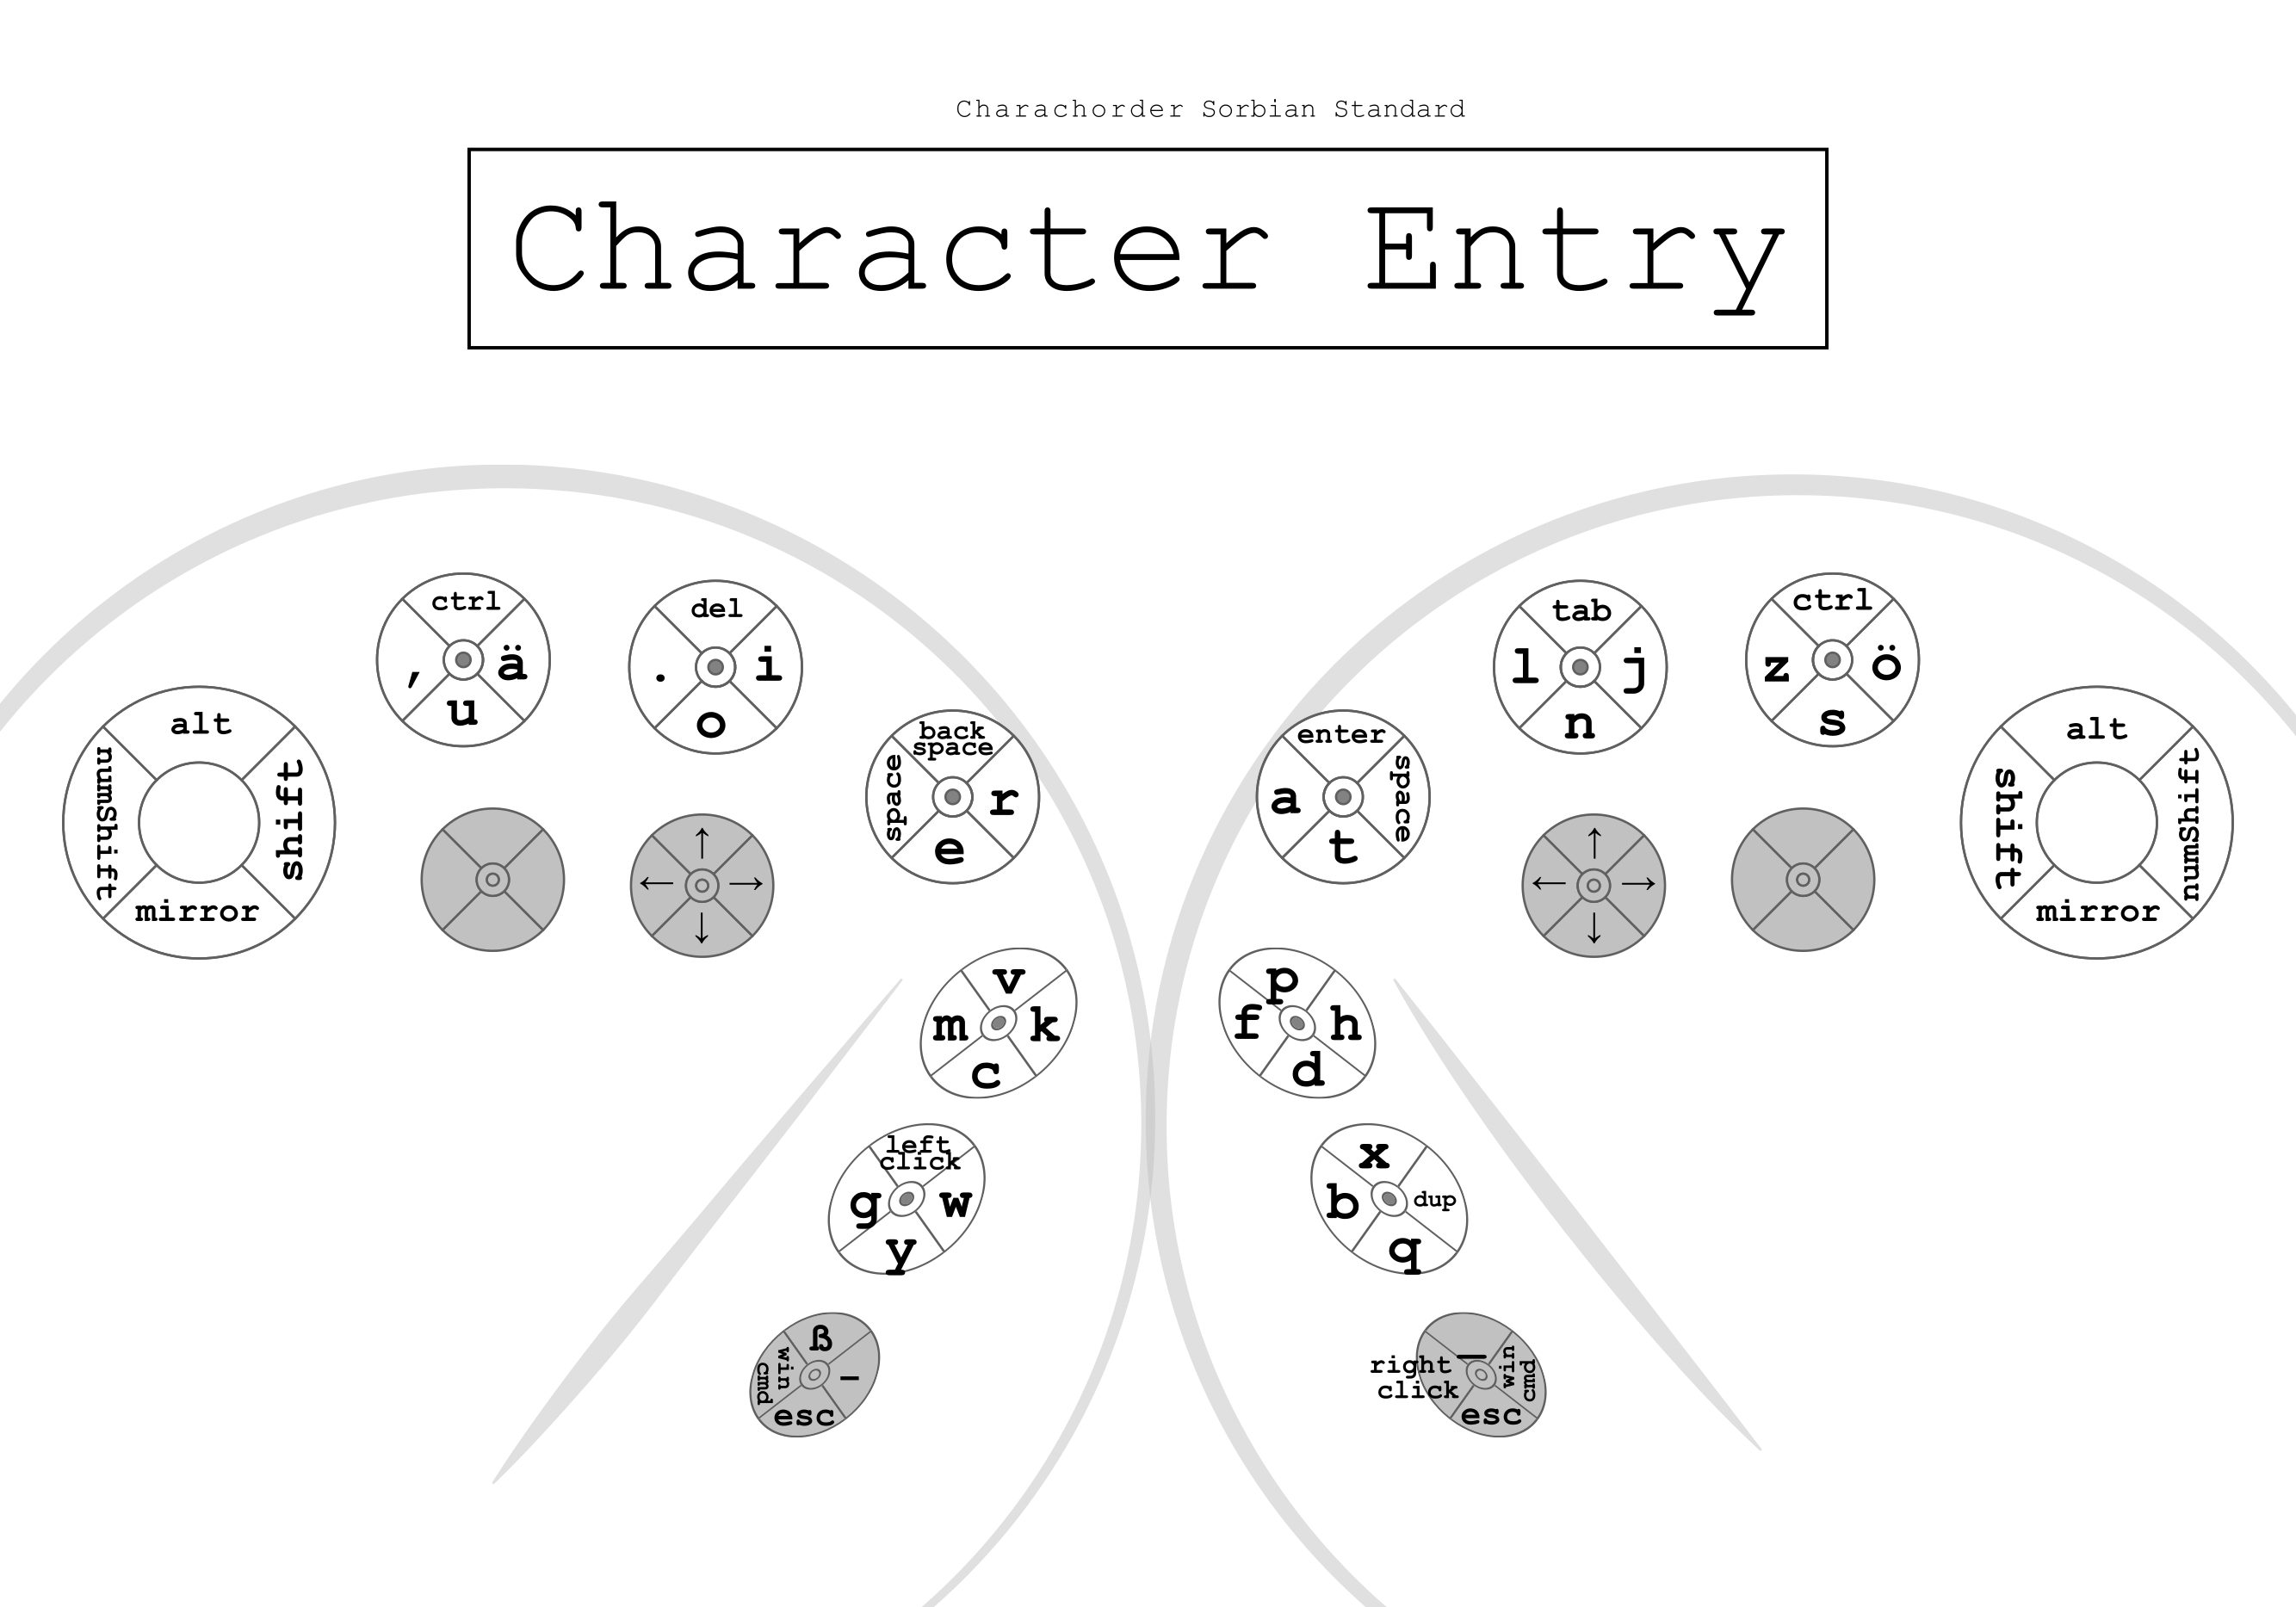 Charachorder Sorbian Standard
Character Entry
alt
numShift
shift
mirror
ctrl
,
ä
u
del
.
i
o
back
space
space
r
e
↑
← →
↓
v
m k
c
left
click
g w
y
ß
win
cmd
–
esc
enter
a
space
t
tab
l j
n
ctrl
z ö
s
alt
shift
numShift
mirror
↑
← →
↓
p
f h
d
x
b dup
q
—
right
click
win
cmd
esc